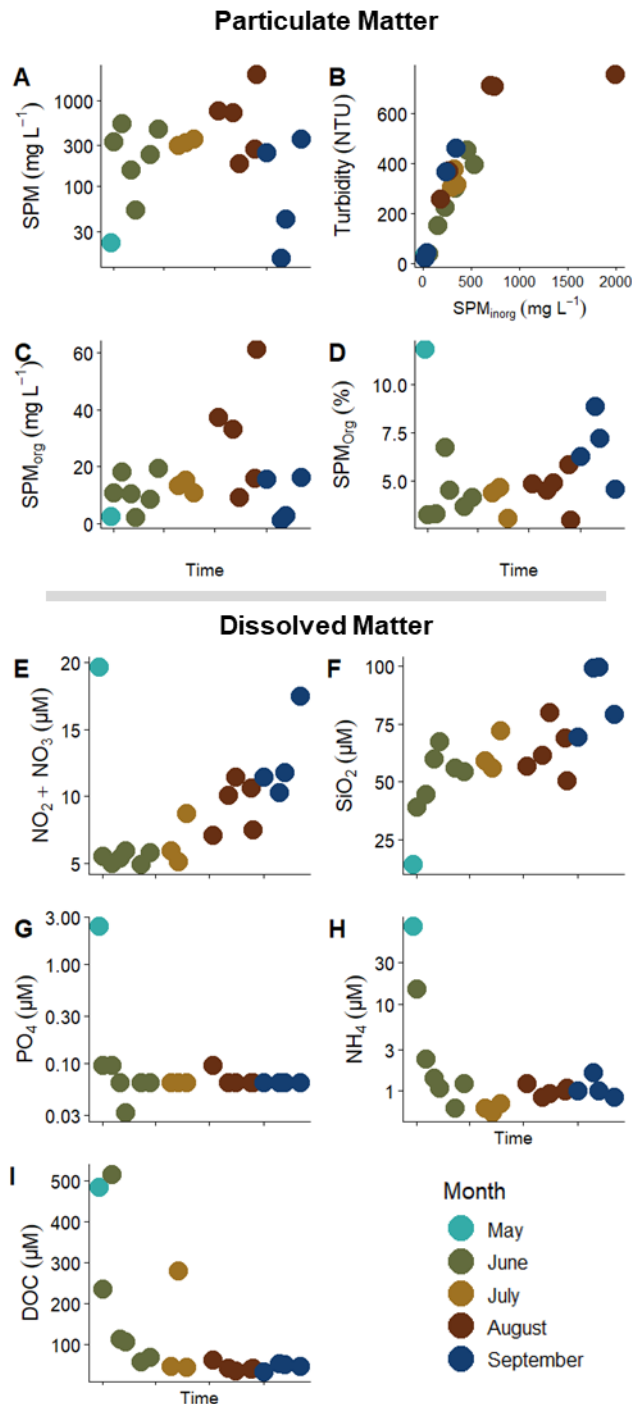 Particulate Matter
A
SPM (mg L⁻¹)
1000
300
100
30
B
Turbidity (NTU)
600
400
200
0
0 500 1000 1500 2000
SPMinorg (mg L⁻¹)
C
SPMorg (mg L⁻¹)
60
40
20
0
Time
D
SPMOrg (%)
10.0
7.5
5.0
Time
Dissolved Matter
E
NO₂ + NO₃ (µM)
20
15
10
5
F
SiO₂ (µM)
100
75
50
25
G
PO₄ (µM)
3.00
1.00
0.30
0.10
0.03
H
NH₄ (µM)
30
10
3
1
Time
I
DOC (µM)
500
400
300
200
100
Time
Month
May
June
July
August
September